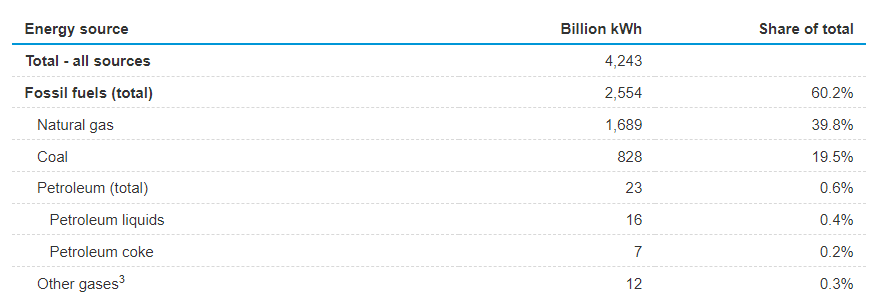 Energy source Billion kWh Share of total
Total - all sources 4,243
Fossil fuels (total) 2,554 60.2%
Natural gas 1,689 39.8%
Coal 828 19.5%
Petroleum (total) 23 0.6%
Petroleum liquids 16 0.4%
Petroleum coke 7 0.2%
Other gases³ 12 0.3%